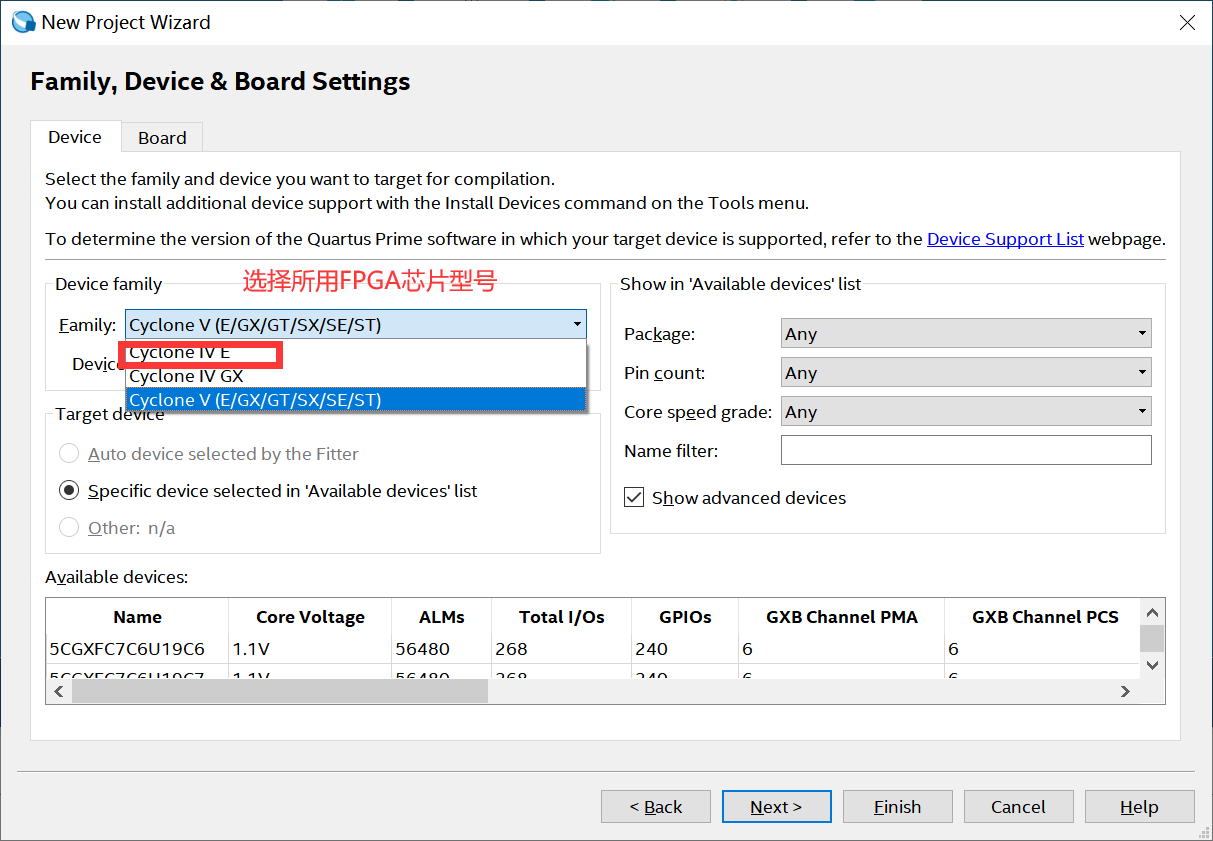 New Project Wizard
Family, Device & Board Settings
Device
Board
Select the family and device you want to target for compilation.
You can install additional device support with the Install Devices command on the Tools menu.
To determine the version of the Quartus Prime software in which your target device is supported, refer to the Device Support List webpage.
Device family
选择所用FPGA芯片型号
Family: Cyclone V (E/GX/GT/SX/SE/ST)
Cyclone IV E
Cyclone IV GX
Cyclone V (E/GX/GT/SX/SE/ST)
Target device
Auto device selected by the Fitter
Specific device selected in 'Available devices' list
Other: n/a
Show in 'Available devices' list
Package: Any
Pin count: Any
Core speed grade: Any
Name filter:
Show advanced devices
Available devices:
Name Core Voltage ALMs Total I/Os GPIOs GXB Channel PMA GXB Channel PCS
5CGXFC7C6U19C6 1.1V 56480 268 240 6 6
5CGXFC7C6U19C7 1.1V 56480 268 240 6 6
< Back
Next >
Finish
Cancel
Help